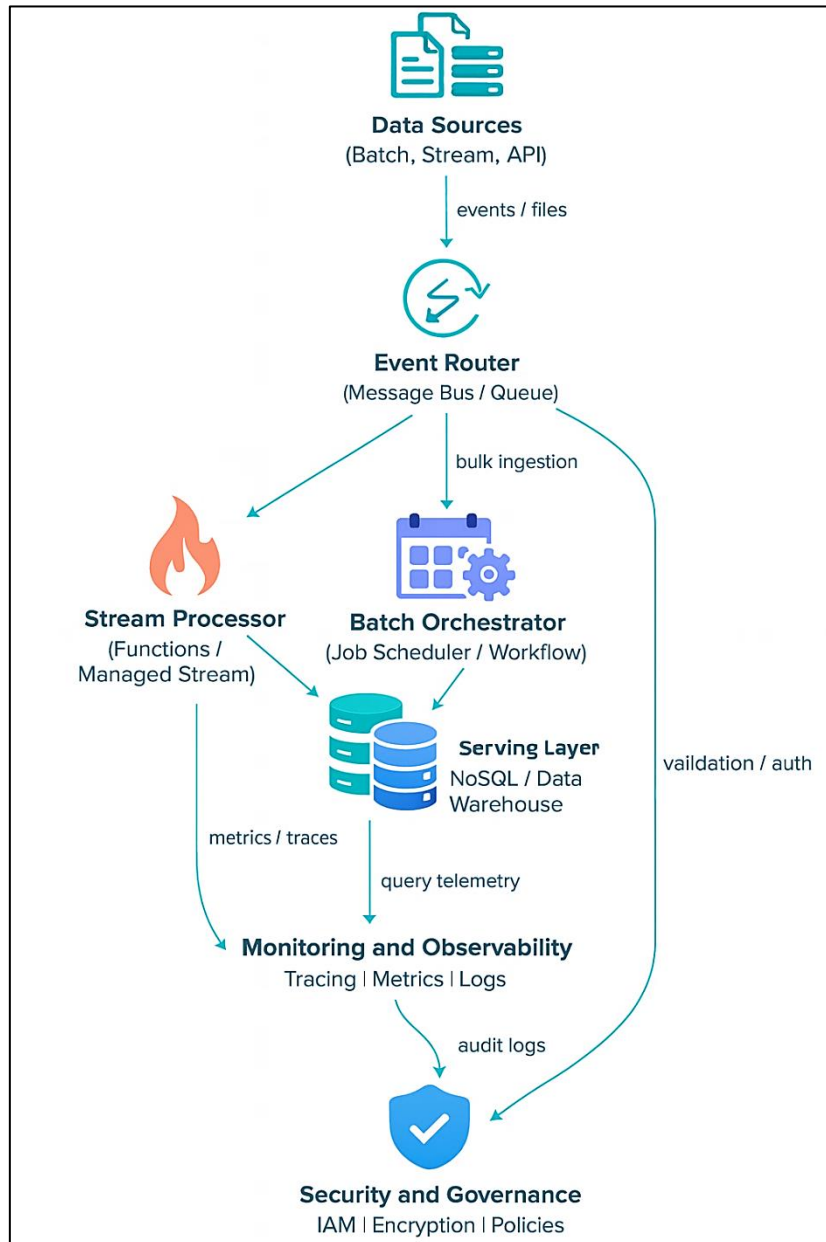 Data Sources
(Batch, Stream, API)
events / files
Event Router
(Message Bus / Queue)
bulk ingestion
Stream Processor
(Functions /
Managed Stream)
Batch Orchestrator
(Job Scheduler / Workflow)
Serving Layer
NoSQL / Data
Warehouse
vaildation / auth
metrics / traces
query telemetry
Monitoring and Observability
Tracing | Metrics | Logs
audit logs
Security and Governance
IAM | Encryption | Policies